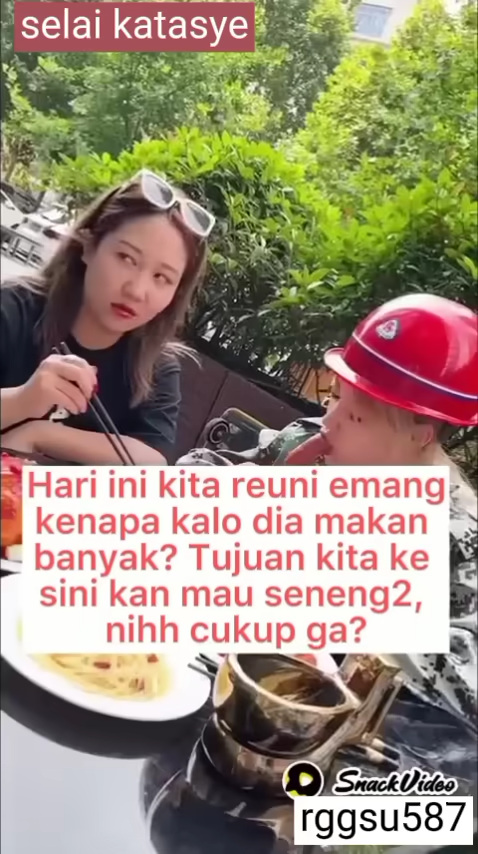 selai katasye
Hari ini kita reuni emang
kenapa kalo dia makan
banyak? Tujuan kita ke
sini kan mau seneng2,
nihh cukup ga?
SnackVideo
rggsu587